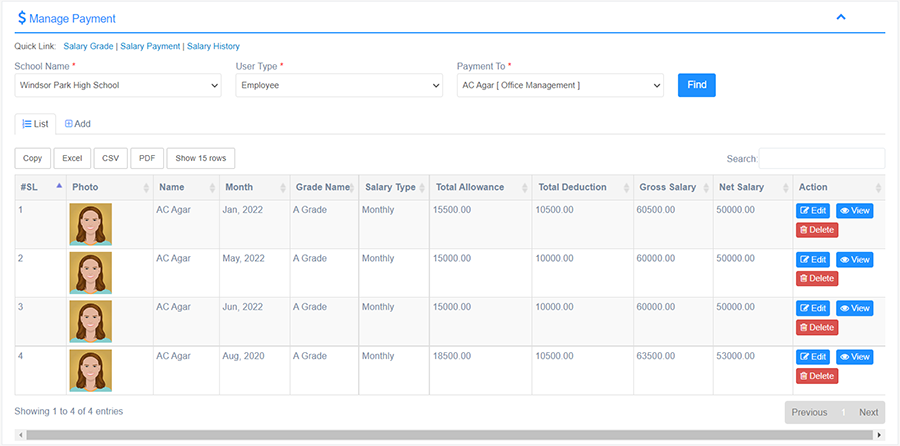 $ Manage Payment
Quick Link: Salary Grade | Salary Payment | Salary History
School Name * User Type * Payment To *
Windsor Park High School Employee AC Agar [ Office Management ] Find
List Add
Copy Excel CSV PDF Show 15 rows Search:
#SL Photo Name Month Grade Name Salary Type Total Allowance Total Deduction Gross Salary Net Salary Action
1 AC Agar Jan, 2022 A Grade Monthly 15500.00 10500.00 60500.00 50000.00 Edit View
Delete
2 AC Agar May, 2022 A Grade Monthly 15000.00 10000.00 60000.00 50000.00 Edit View
Delete
3 AC Agar Jun, 2022 A Grade Monthly 15000.00 10000.00 60000.00 50000.00 Edit View
Delete
4 AC Agar Aug, 2020 A Grade Monthly 18500.00 10500.00 63500.00 53000.00 Edit View
Delete
Showing 1 to 4 of 4 entries Previous 1 Next